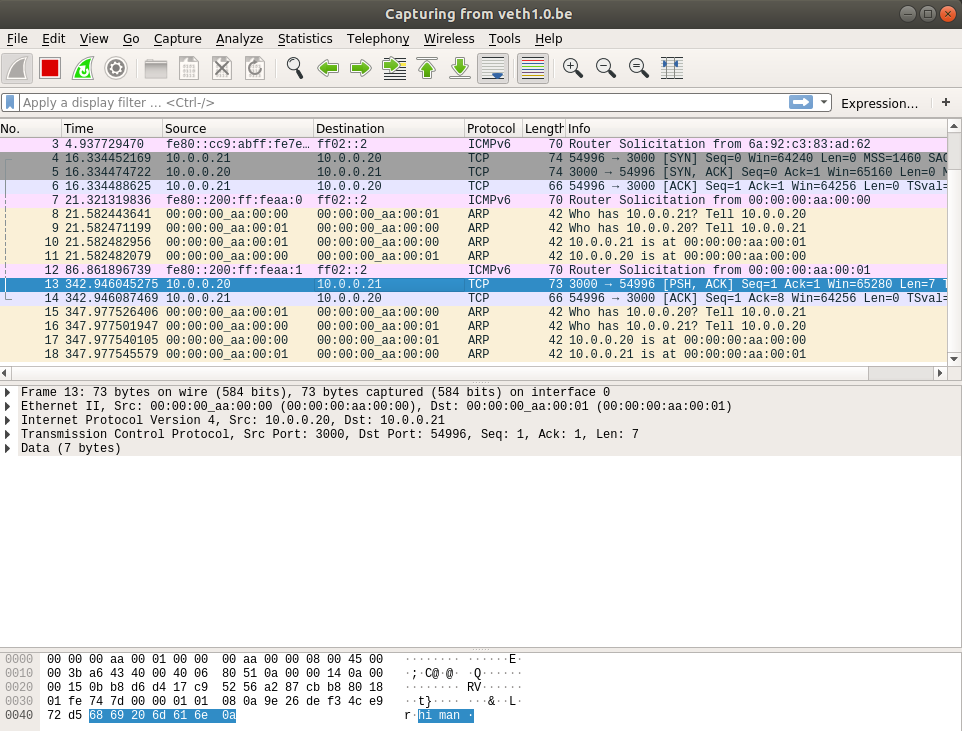 Capturing from veth1.0.be
File Edit View Go Capture Analyze Statistics Telephony Wireless Tools Help
Apply a display filter ... <Ctrl-/> Expression... +
No. Time Source Destination Protocol Length Info
3 4.937729470 fe80::cc9:abff:fe7e… ff02::2 ICMPv6 70 Router Solicitation from 6a:92:c3:83:ad:62
4 16.334452169 10.0.0.21 10.0.0.20 TCP 74 54996 → 3000 [SYN] Seq=0 Win=64240 Len=0 MSS=1460 SAC
5 16.334474722 10.0.0.20 10.0.0.21 TCP 74 3000 → 54996 [SYN, ACK] Seq=0 Ack=1 Win=65160 Len=0 M
6 16.334488625 10.0.0.21 10.0.0.20 TCP 66 54996 → 3000 [ACK] Seq=1 Ack=1 Win=64256 Len=0 TSval=
7 21.321319836 fe80::200:ff:feaa:0 ff02::2 ICMPv6 70 Router Solicitation from 00:00:00:aa:00:00
8 21.582443641 00:00:00_aa:00:00 00:00:00_aa:00:01 ARP 42 Who has 10.0.0.21? Tell 10.0.0.20
9 21.582471199 00:00:00_aa:00:01 00:00:00_aa:00:00 ARP 42 Who has 10.0.0.20? Tell 10.0.0.21
10 21.582482956 00:00:00_aa:00:01 00:00:00_aa:00:00 ARP 42 10.0.0.21 is at 00:00:00:aa:00:01
11 21.582482079 00:00:00_aa:00:00 00:00:00_aa:00:01 ARP 42 10.0.0.20 is at 00:00:00:aa:00:00
12 86.861896739 fe80::200:ff:feaa:1 ff02::2 ICMPv6 70 Router Solicitation from 00:00:00:aa:00:01
13 342.946045275 10.0.0.20 10.0.0.21 TCP 73 3000 → 54996 [PSH, ACK] Seq=1 Ack=1 Win=65280 Len=7 T
14 342.946087469 10.0.0.21 10.0.0.20 TCP 66 54996 → 3000 [ACK] Seq=1 Ack=8 Win=64256 Len=0 TSval=
15 347.977526406 00:00:00_aa:00:01 00:00:00_aa:00:00 ARP 42 Who has 10.0.0.20? Tell 10.0.0.21
16 347.977501947 00:00:00_aa:00:00 00:00:00_aa:00:01 ARP 42 Who has 10.0.0.21? Tell 10.0.0.20
17 347.977540105 00:00:00_aa:00:00 00:00:00_aa:00:01 ARP 42 10.0.0.20 is at 00:00:00:aa:00:00
18 347.977545579 00:00:00_aa:00:01 00:00:00_aa:00:00 ARP 42 10.0.0.21 is at 00:00:00:aa:00:01
Frame 13: 73 bytes on wire (584 bits), 73 bytes captured (584 bits) on interface 0
Ethernet II, Src: 00:00:00_aa:00:00 (00:00:00:aa:00:00), Dst: 00:00:00_aa:00:01 (00:00:00:aa:00:01)
Internet Protocol Version 4, Src: 10.0.0.20, Dst: 10.0.0.21
Transmission Control Protocol, Src Port: 3000, Dst Port: 54996, Seq: 1, Ack: 1, Len: 7
Data (7 bytes)
0000 00 00 00 aa 00 01 00 00 00 aa 00 00 08 00 45 00 ········ ······E·
0010 00 3b a6 43 40 00 40 06 80 51 0a 00 00 14 0a 00 ·;·C@·@· ·Q······
0020 00 15 0b b8 d6 d4 17 c9 52 56 a2 87 cb b8 80 18 ········ RV······
0030 01 fe 74 7d 00 00 01 01 08 0a 9e 26 de f3 4c e9 ··t}···· ···&··L·
0040 72 d5 68 69 20 6d 61 6e 0a r·hi man ·